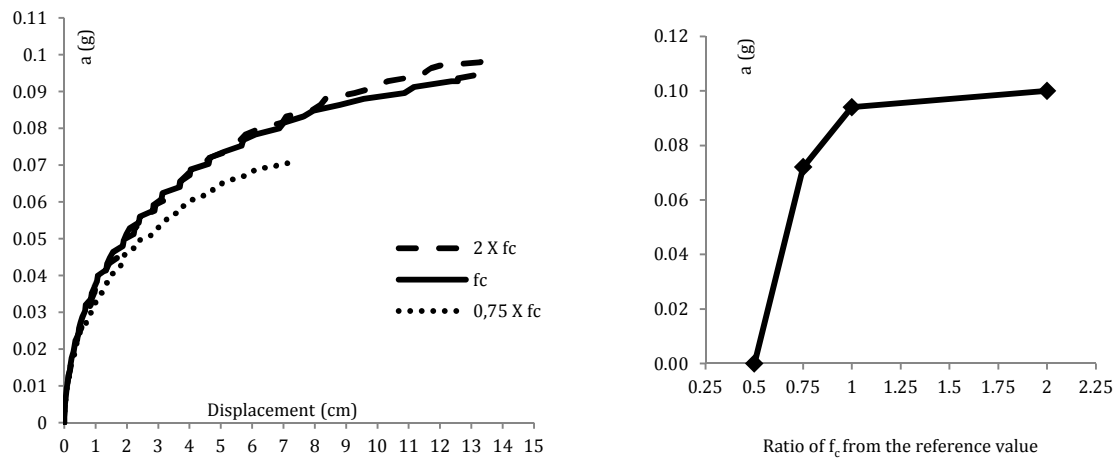 0.11
0.1
0.09
0.08
0.07
0.06
0.05
0.04
0.03
0.02
0.01
0
a (g)
2 X fc
fc
0,75 X fc
Displacement (cm)
0 1 2 3 4 5 6 7 8 9 10 11 12 13 14 15
0.12
0.10
0.08
0.06
0.04
0.02
0.00
a (g)
0.25 0.5 0.75 1 1.25 1.5 1.75 2 2.25
Ratio of fc from the reference value